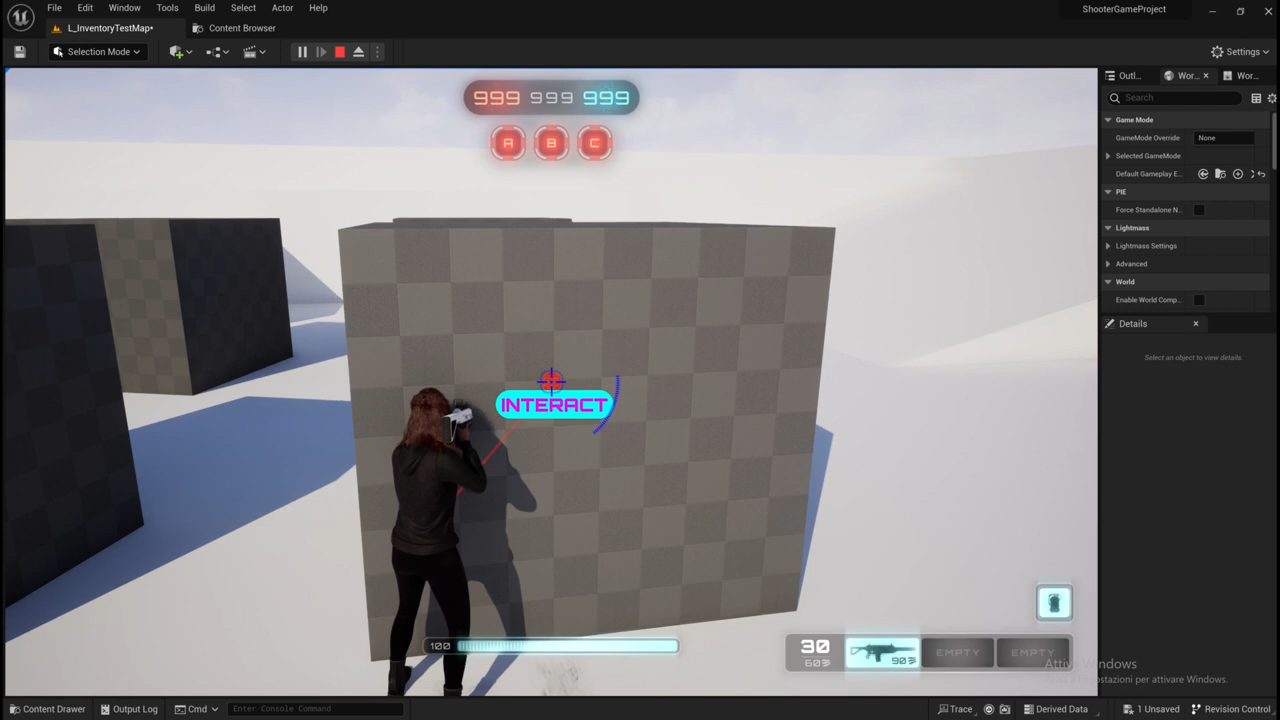 File Edit Window Tools Build Select Actor Help
ShooterGameProject
L_InventoryTestMap*
Content Browser
Outl...
Wor...
Wor...
Selection Mode
Settings
Search
999 999 999
A B C
Game Mode
GameMode Override
None
Selected GameMode
Default Gameplay E..
PIE
Force Standalone N..
Lightmass
Lightmass Settings
Advanced
World
Enable World Comp..
Details
Select an object to view details.
INTERACT
100
30
60
90
EMPTY
EMPTY
Windows
impostazioni per attivare Windows.
Content Drawer
Output Log
Cmd
Enter Console Command
Trace
Derived Data
1 Unsaved
Revision Control